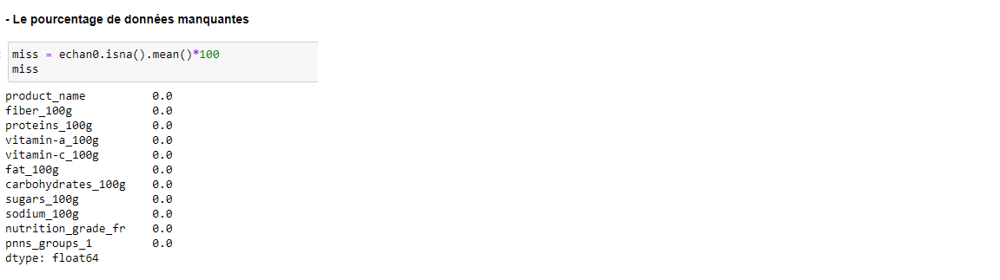 - Le pourcentage de données manquantes
miss = echan0.isna().mean()*100
miss
product_name 0.0
fiber_100g 0.0
proteins_100g 0.0
vitamin-a_100g 0.0
vitamin-c_100g 0.0
fat_100g 0.0
carbohydrates_100g 0.0
sugars_100g 0.0
sodium_100g 0.0
nutrition_grade_fr 0.0
pnns_groups_1 0.0
dtype: float64